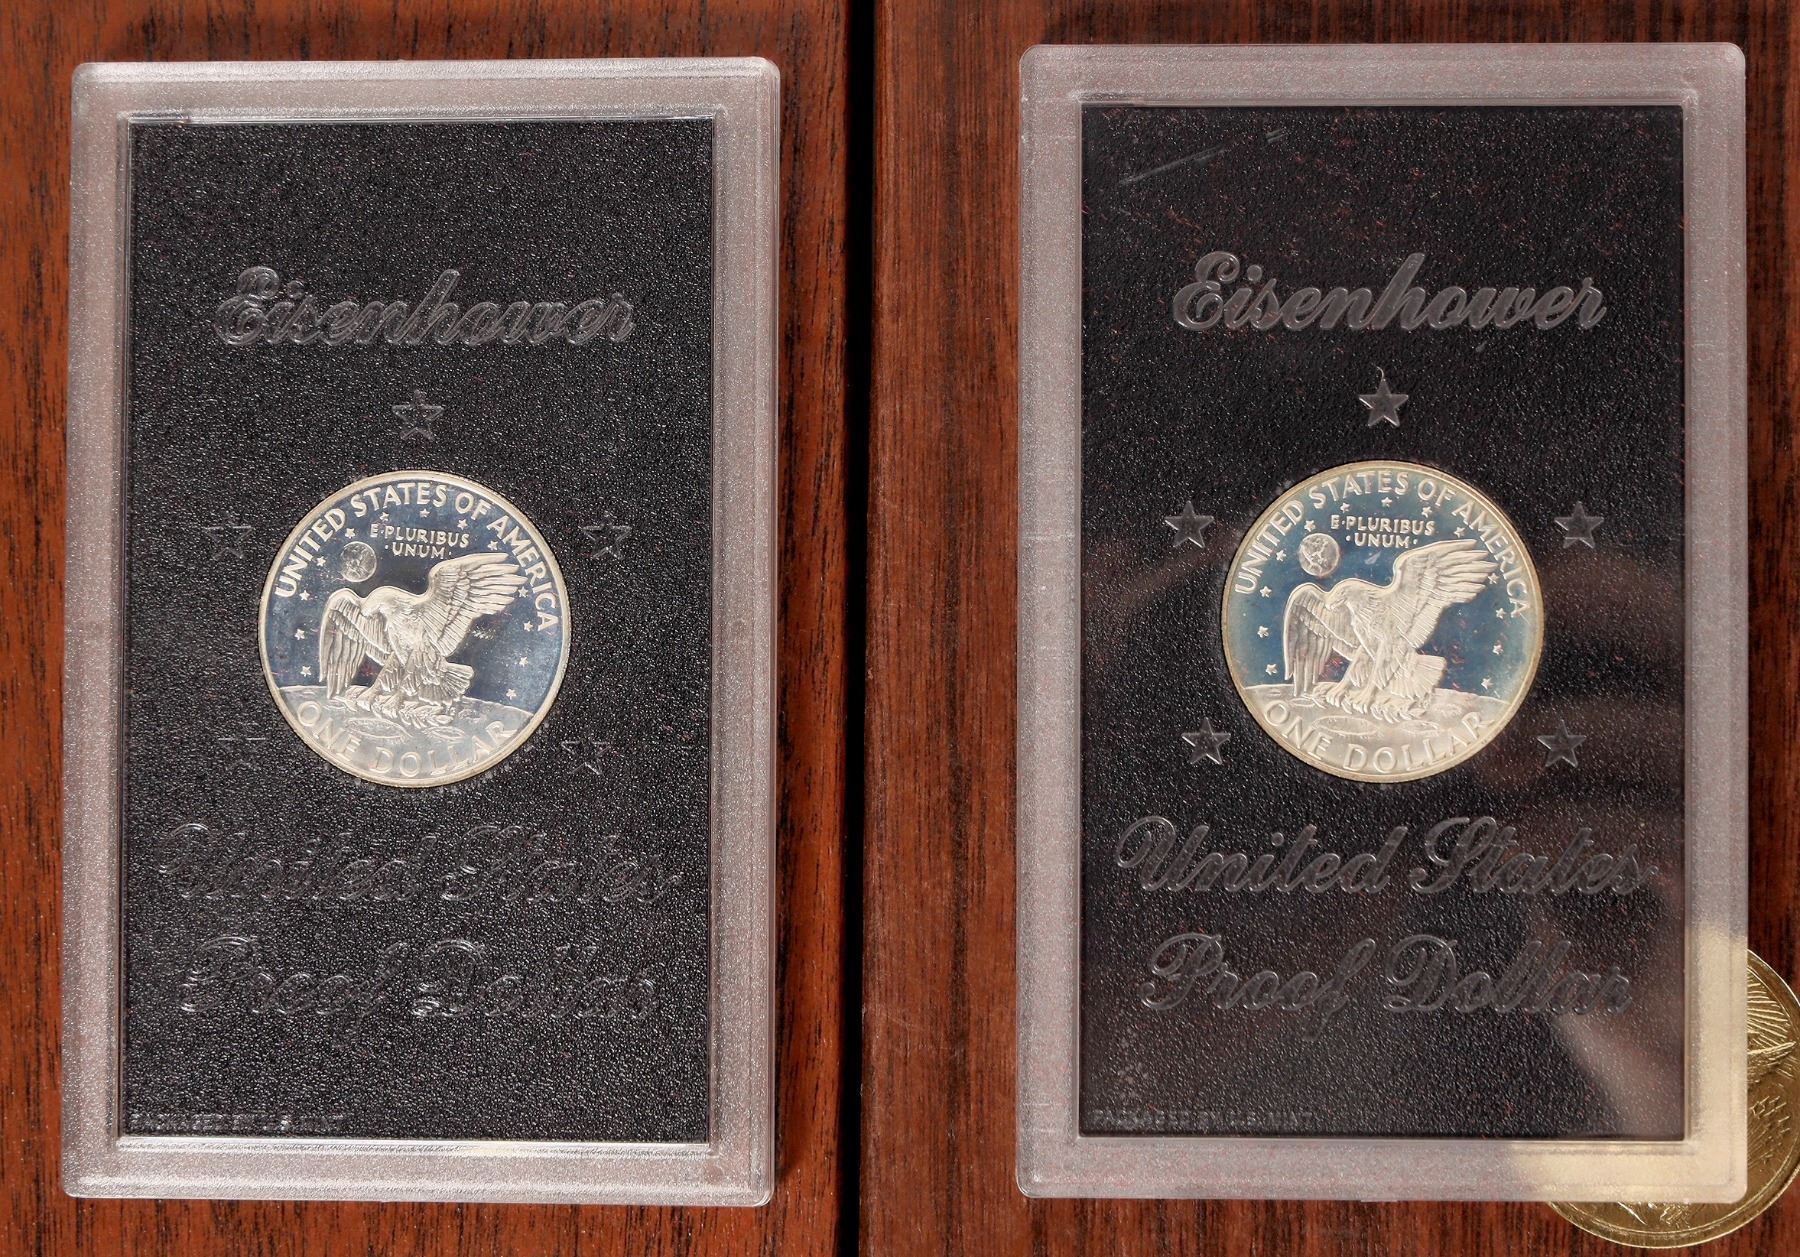 Eisenhower
UNITED STATES OF AMERICA
E·PLURIBUS
·UNUM·
ONE DOLLAR
United States
Proof Dollar
PACKAGED BY U.S. MINT
Eisenhower
UNITED STATES OF AMERICA
E·PLURIBUS
·UNUM·
ONE DOLLAR
United States
Proof Dollar
PACKAGED BY U.S. MINT